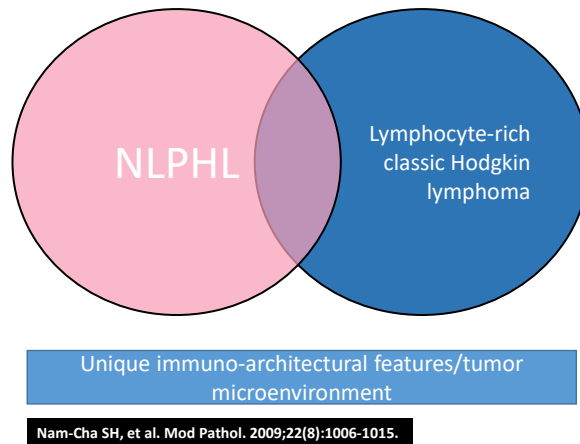 NLPHL
Lymphocyte-rich
classic Hodgkin
lymphoma
Unique immuno-architectural features/tumor
microenvironment
Nam-Cha SH, et al. Mod Pathol. 2009;22(8):1006-1015.